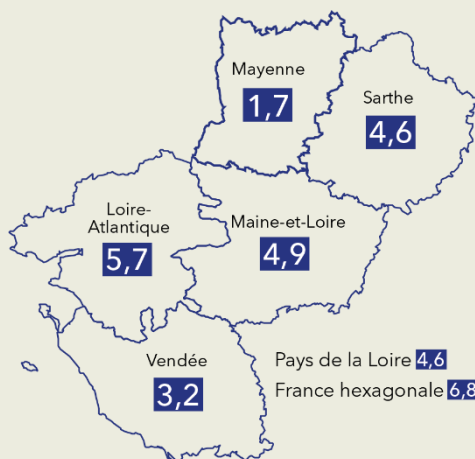 Mayenne
1,7
Sarthe
4,6
Loire-
Atlantique
5,7
Maine-et-Loire
4,9
Vendée
3,2
Pays de la Loire 4,6
France hexagonale 6,8